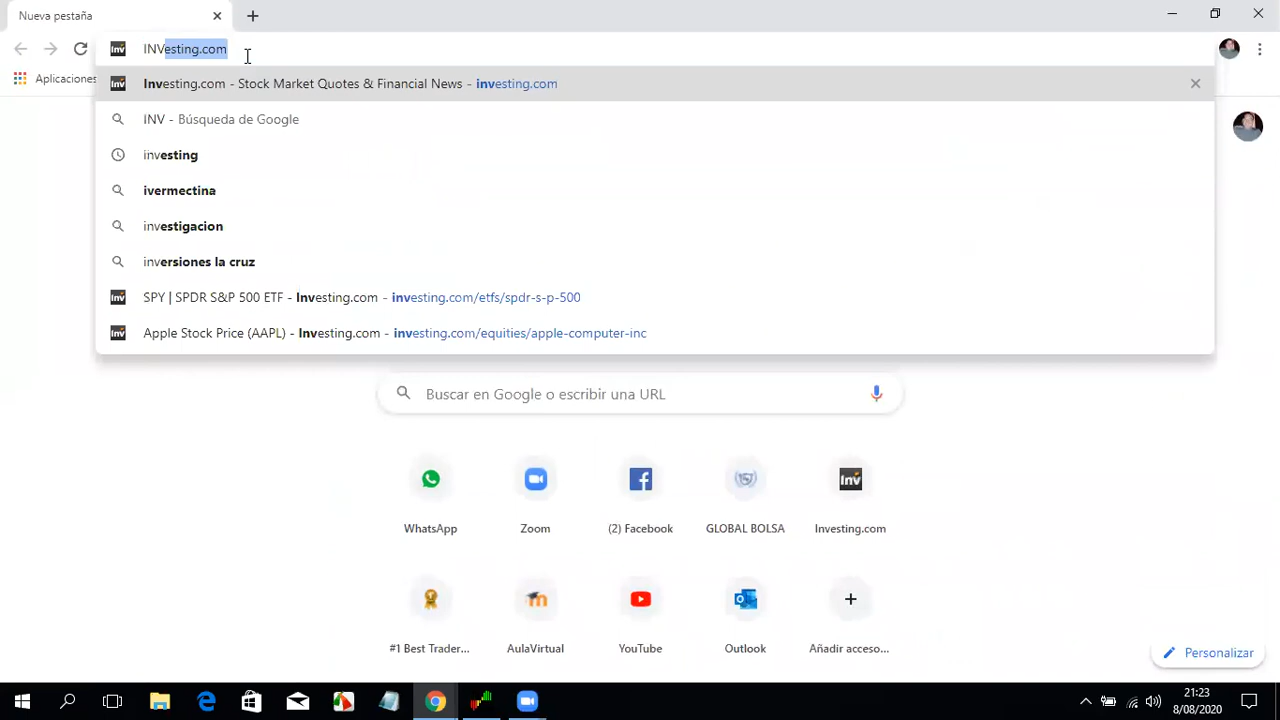 Nueva pestaña
INVesting.com
Aplicaciones
Investing.com - Stock Market Quotes & Financial News - investing.com
INV - Búsqueda de Google
investing
ivermectina
investigacion
inversiones la cruz
SPY | SPDR S&P 500 ETF - Investing.com - investing.com/etfs/spdr-s-p-500
Apple Stock Price (AAPL) - Investing.com - investing.com/equities/apple-computer-inc
Buscar en Google o escribir una URL
WhatsApp
Zoom
(2) Facebook
GLOBAL BOLSA
Investing.com
#1 Best Trader...
AulaVirtual
YouTube
Outlook
Añadir acceso...
Personalizar
21:23
8/08/2020